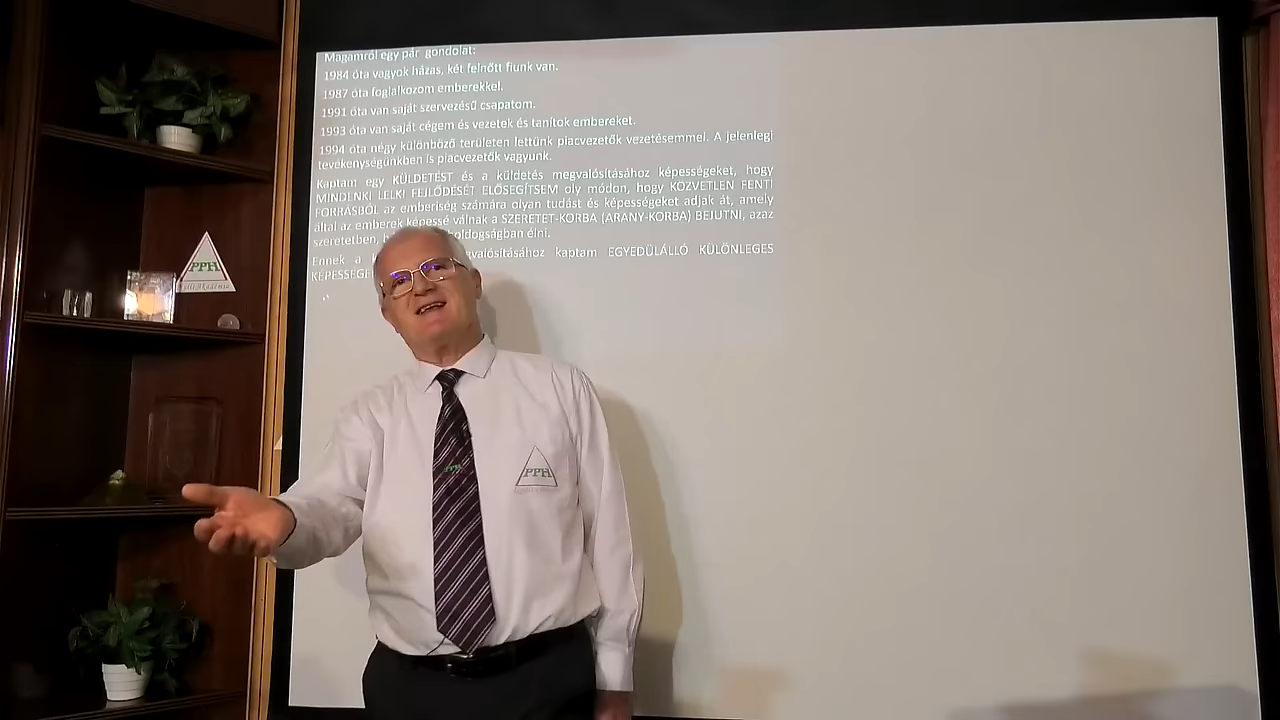 Magamról egy pár gondolat:
1984 óta vagyok házas, két felnőtt fiunk van.
1987 óta foglalkozom emberekkel.
1991 óta van saját szervezésű csapatom.
1993 óta van saját cégem és vezetek és tanítok embereket.
1994 óta négy különböző területen lettünk piacvezetők vezetésemmel. A jelenlegi
tevékenységünkben is piacvezetők vagyunk.
Kaptam egy KÜLDETÉST és a küldetés megvalósításához képességeket, hogy
MINDENKI LELKI FEJLŐDÉSÉT ELŐSEGÍTSEM oly módon, hogy KÖZVETLEN FENTI
FORRÁSBÓL az emberiség számára olyan tudást és képességeket adjak át, amely
által az emberek képessé válnak a SZERETET-KORBA (ARANY-KORBA) BEJUTNI, azaz
szeretetben, boldogságban élni.
Ennek a kaptam EGYEDÜLÁLLÓ KÜLÖNLEGES
PPH
PPH
PPH